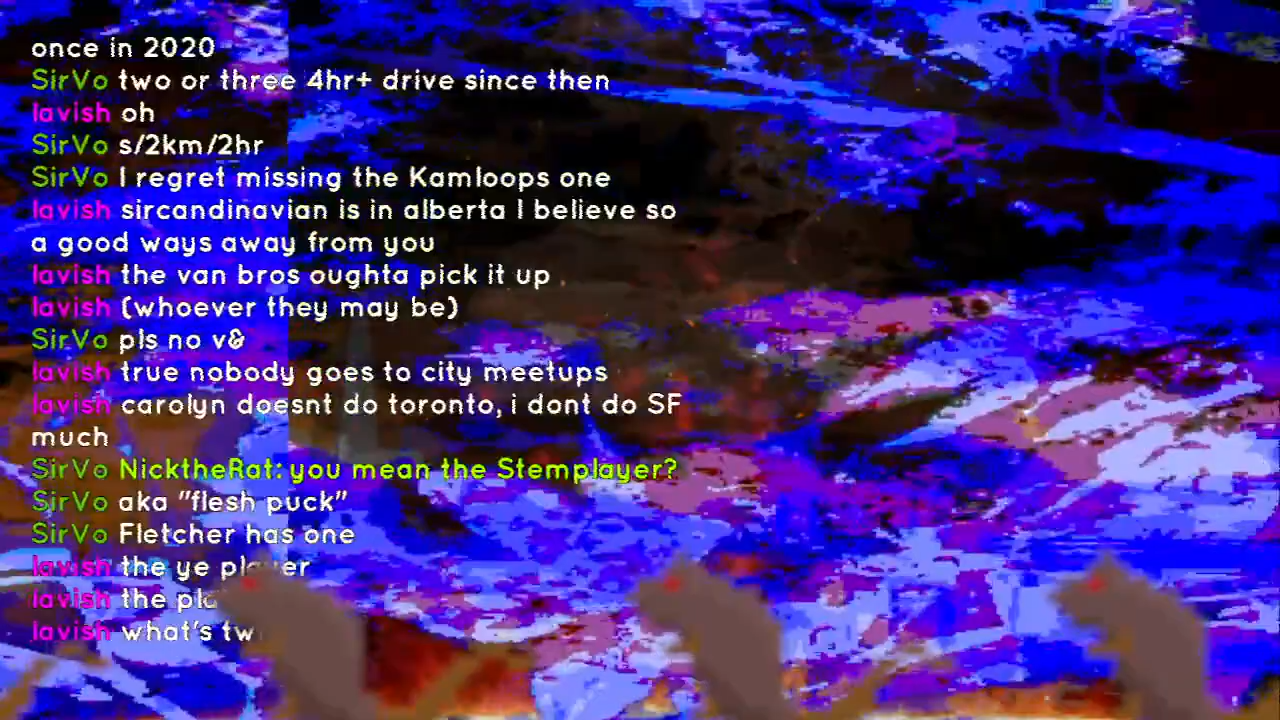 once in 2020
SirVo two or three 4hr+ drive since then
lavish oh
SirVo s/2km/2hr
SirVo I regret missing the Kamloops one
lavish sircandinavian is in alberta I believe so
a good ways away from you
lavish the van bros oughta pick it up
lavish (whoever they may be)
SirVo pls no v&
lavish true nobody goes to city meetups
lavish carolyn doesnt do toronto, i dont do SF
much
SirVo NicktheRat: you mean the Stemplayer?
SirVo aka "flesh puck"
SirVo Fletcher has one
lavish the ye player
lavish the
lavish what's